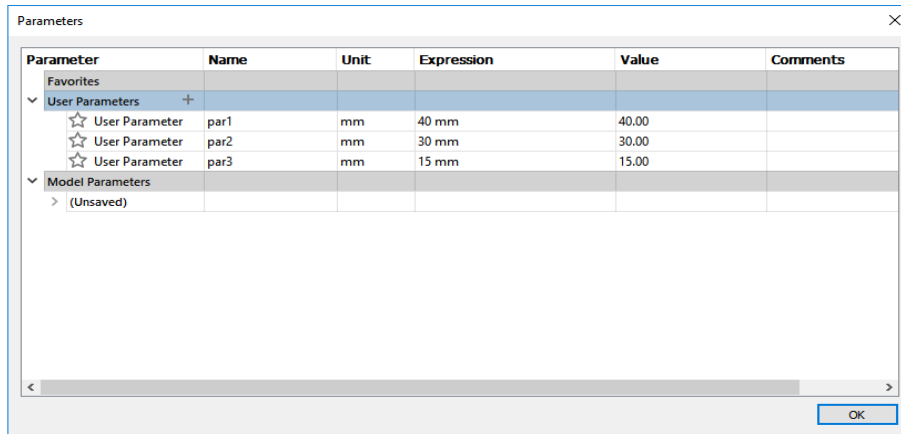 Parameters
Parameter Name Unit Expression Value Comments
Favorites
User Parameters +
User Parameter par1 mm 40 mm 40.00
User Parameter par2 mm 30 mm 30.00
User Parameter par3 mm 15 mm 15.00
Model Parameters
(Unsaved)
OK